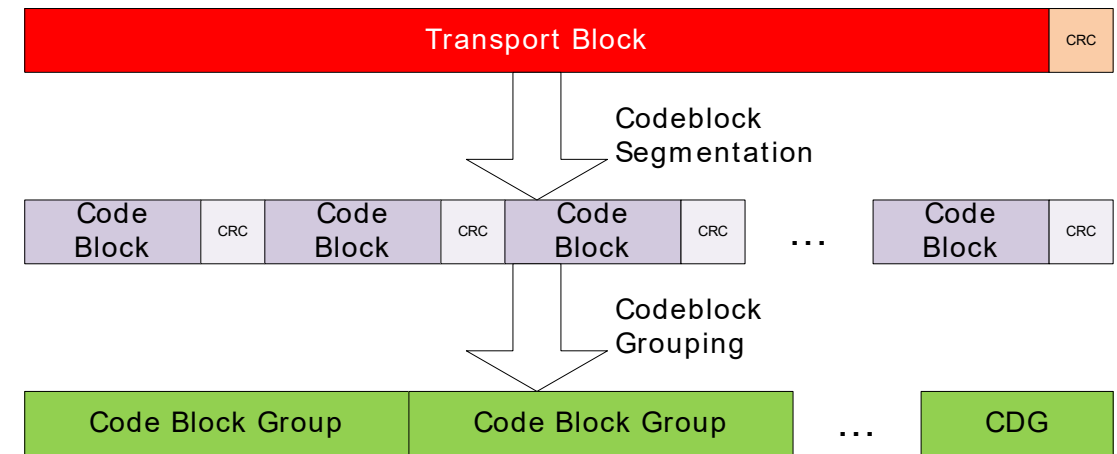 Transport Block
CRC
Codeblock
Segmentation
Code
Block
CRC
Code
Block
CRC
Code
Block
CRC
...
Code
Block
CRC
Codeblock
Grouping
Code Block Group
Code Block Group
...
CDG